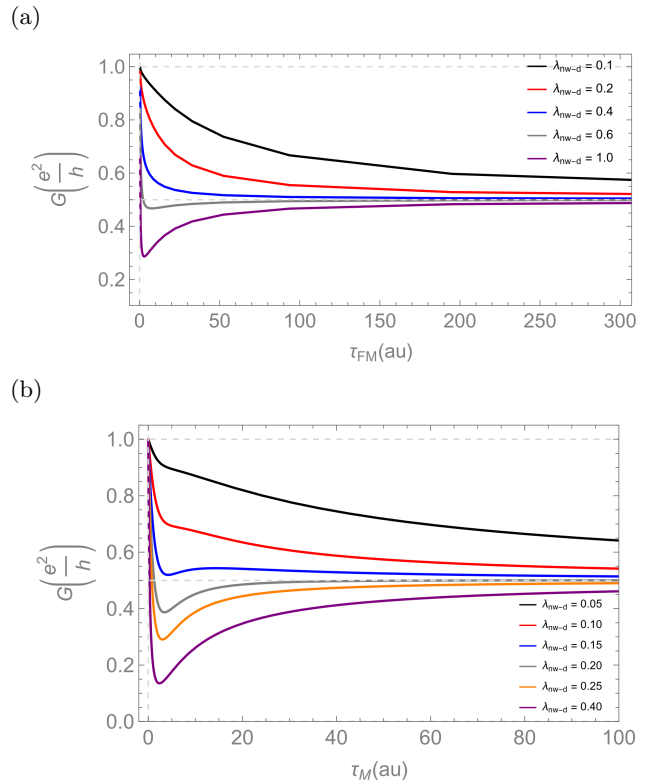 (a)
λnw-d = 0.1
λnw-d = 0.2
λnw-d = 0.4
λnw-d = 0.6
λnw-d = 1.0
1.0
0.8
0.6
0.4
0.2
G(e²/h)
0 50 100 150 200 250 300
τFM(au)
(b)
1.0
0.8
0.6
0.4
0.2
0.0
G(e²/h)
λnw-d = 0.05
λnw-d = 0.10
λnw-d = 0.15
λnw-d = 0.20
λnw-d = 0.25
λnw-d = 0.40
0 20 40 60 80 100
τM(au)